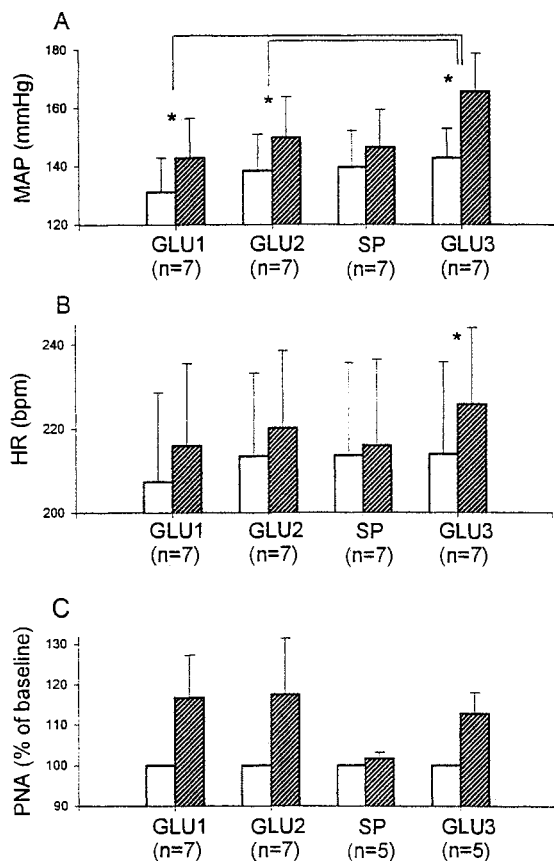 A
MAP (mmHg)
180
160
140
120
*
*
*
GLU1 GLU2 SP GLU3
(n=7) (n=7) (n=7) (n=7)
B
HR (bpm)
240
220
200
*
GLU1 GLU2 SP GLU3
(n=7) (n=7) (n=7) (n=7)
C
PNA (% of baseline)
130
120
110
100
90
GLU1 GLU2 SP GLU3
(n=7) (n=7) (n=5) (n=5)